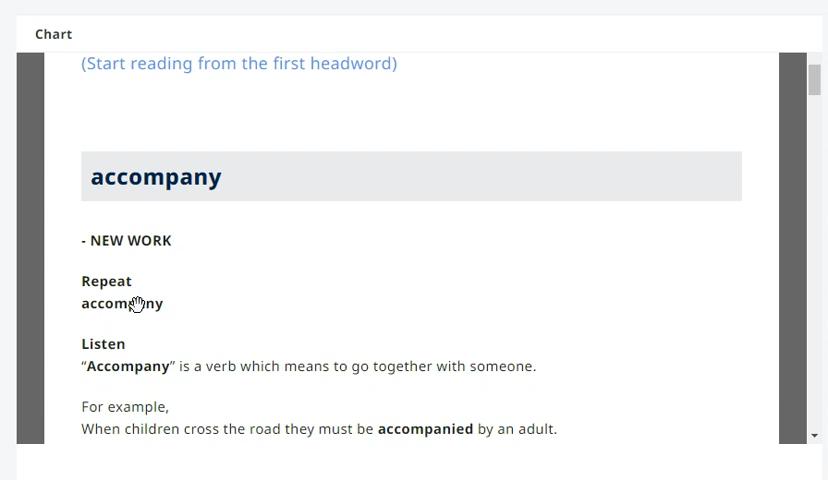 Chart
(Start reading from the first headword)
accompany
- NEW WORK
Repeat
accompany
Listen
“Accompany” is a verb which means to go together with someone.
For example,
When children cross the road they must be accompanied by an adult.